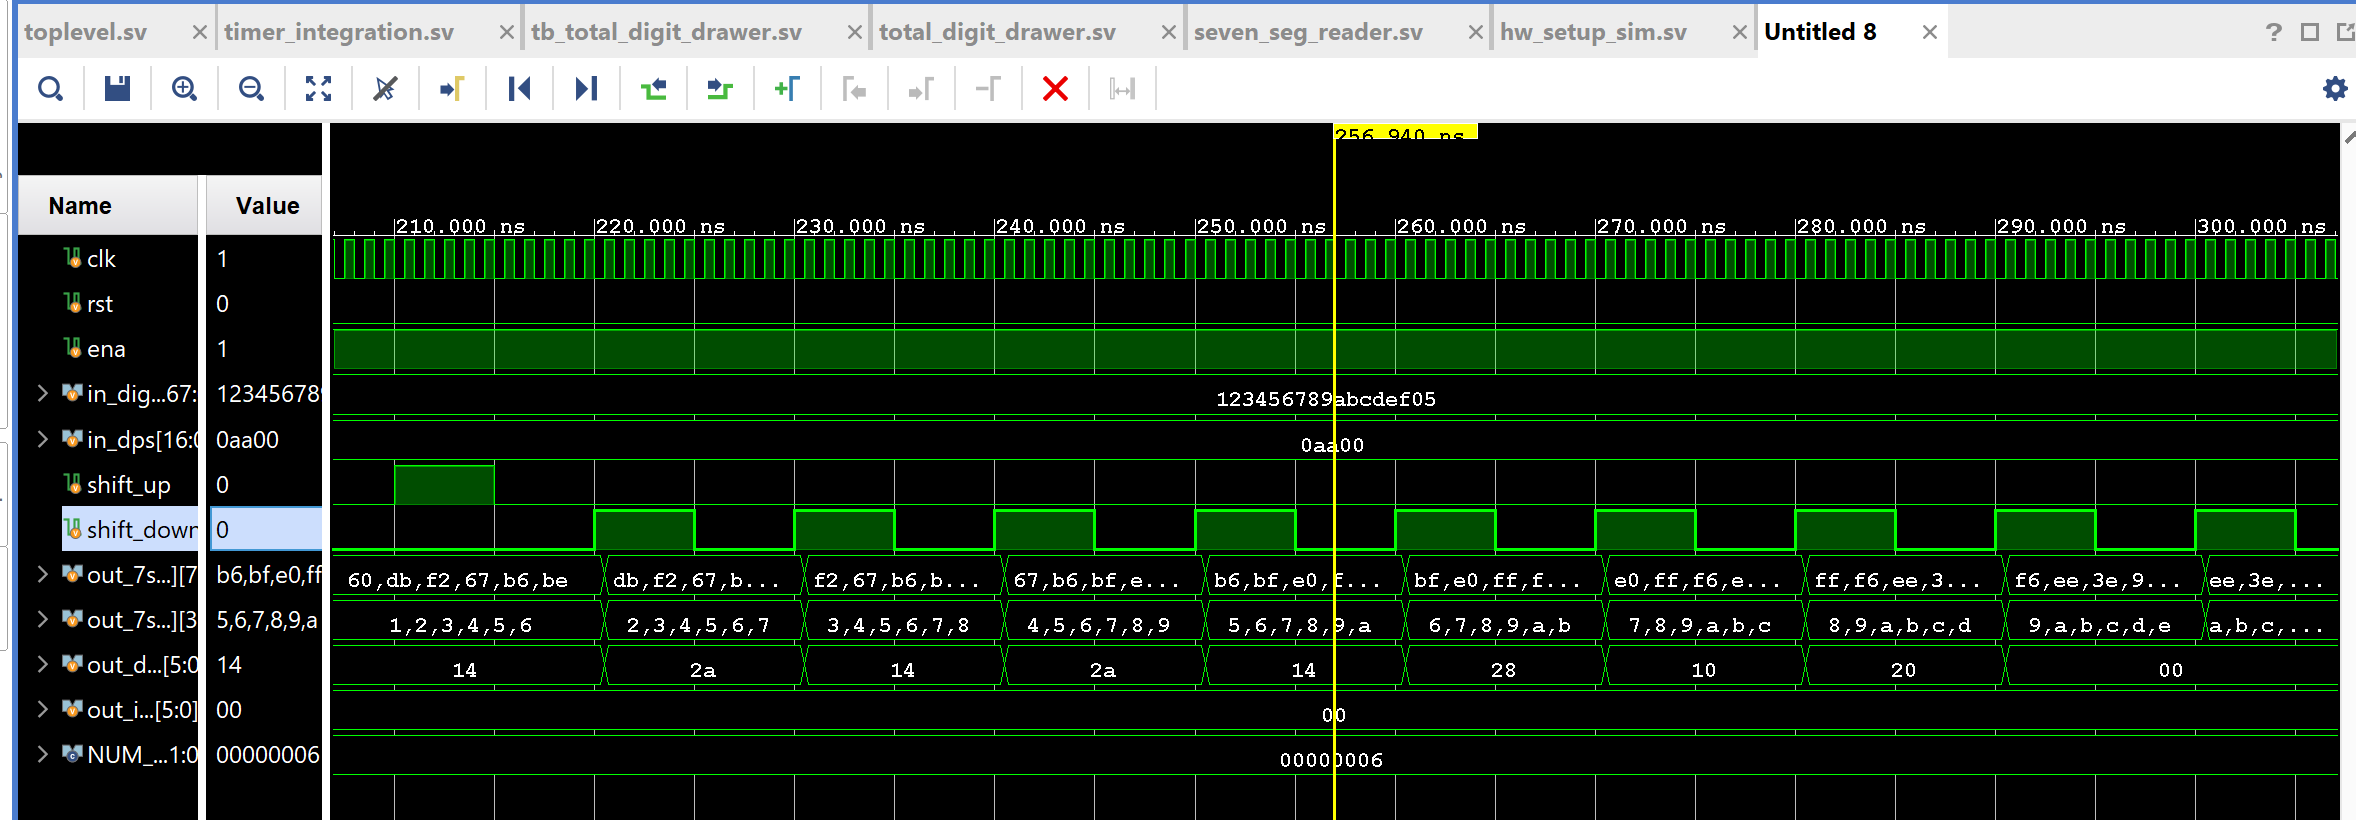 toplevel.sv timer_integration.sv tb_total_digit_drawer.sv total_digit_drawer.sv seven_seg_reader.sv hw_setup_sim.sv Untitled 8 ?
256.940 ns
Name Value
210.000 ns 220.000 ns 230.000 ns 240.000 ns 250.000 ns 260.000 ns 270.000 ns 280.000 ns 290.000 ns 300.000 ns
clk 1
rst 0
ena 1
in_dig...67: 123456789 123456789abcdef05
in_dps[16:0 0aa00 0aa00
shift_up 0
shift_down 0
out_7s...][7 b6,bf,e0,ff 60,db,f2,67,b6,be db,f2,67,b... f2,67,b6,b... 67,b6,bf,e... b6,bf,e0,f... bf,e0,ff,f... e0,ff,f6,e... ff,f6,ee,3... f6,ee,3e,9... ee,3e,...
out_7s...][3 5,6,7,8,9,a 1,2,3,4,5,6 2,3,4,5,6,7 3,4,5,6,7,8 4,5,6,7,8,9 5,6,7,8,9,a 6,7,8,9,a,b 7,8,9,a,b,c 8,9,a,b,c,d 9,a,b,c,d,e a,b,c,...
out_d...[5:0 14 14 2a 14 2a 14 28 10 20 00
out_i...[5:0] 00 00
NUM_...1:0 00000006 00000006